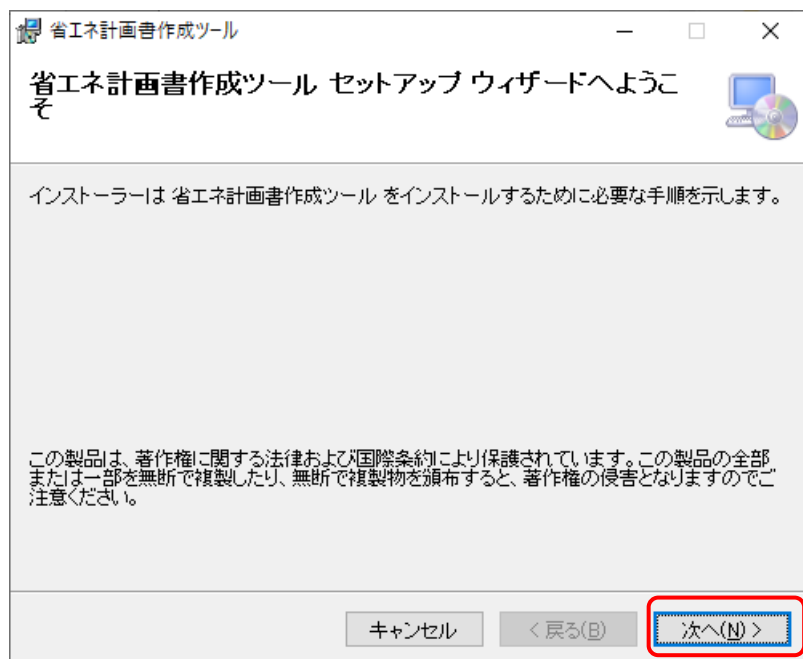 省エネ計画書作成ツール
省エネ計画書作成ツール セットアップ ウィザードへようこ
そ
インストーラーは 省エネ計画書作成ツール をインストールするために必要な手順を示します。
この製品は、著作権に関する法律および国際条約により保護されています。この製品の全部
または一部を無断で複製したり、無断で複製物を頒布すると、著作権の侵害となりますのでご
注意ください。
キャンセル
< 戻る(B)
次へ(N) >